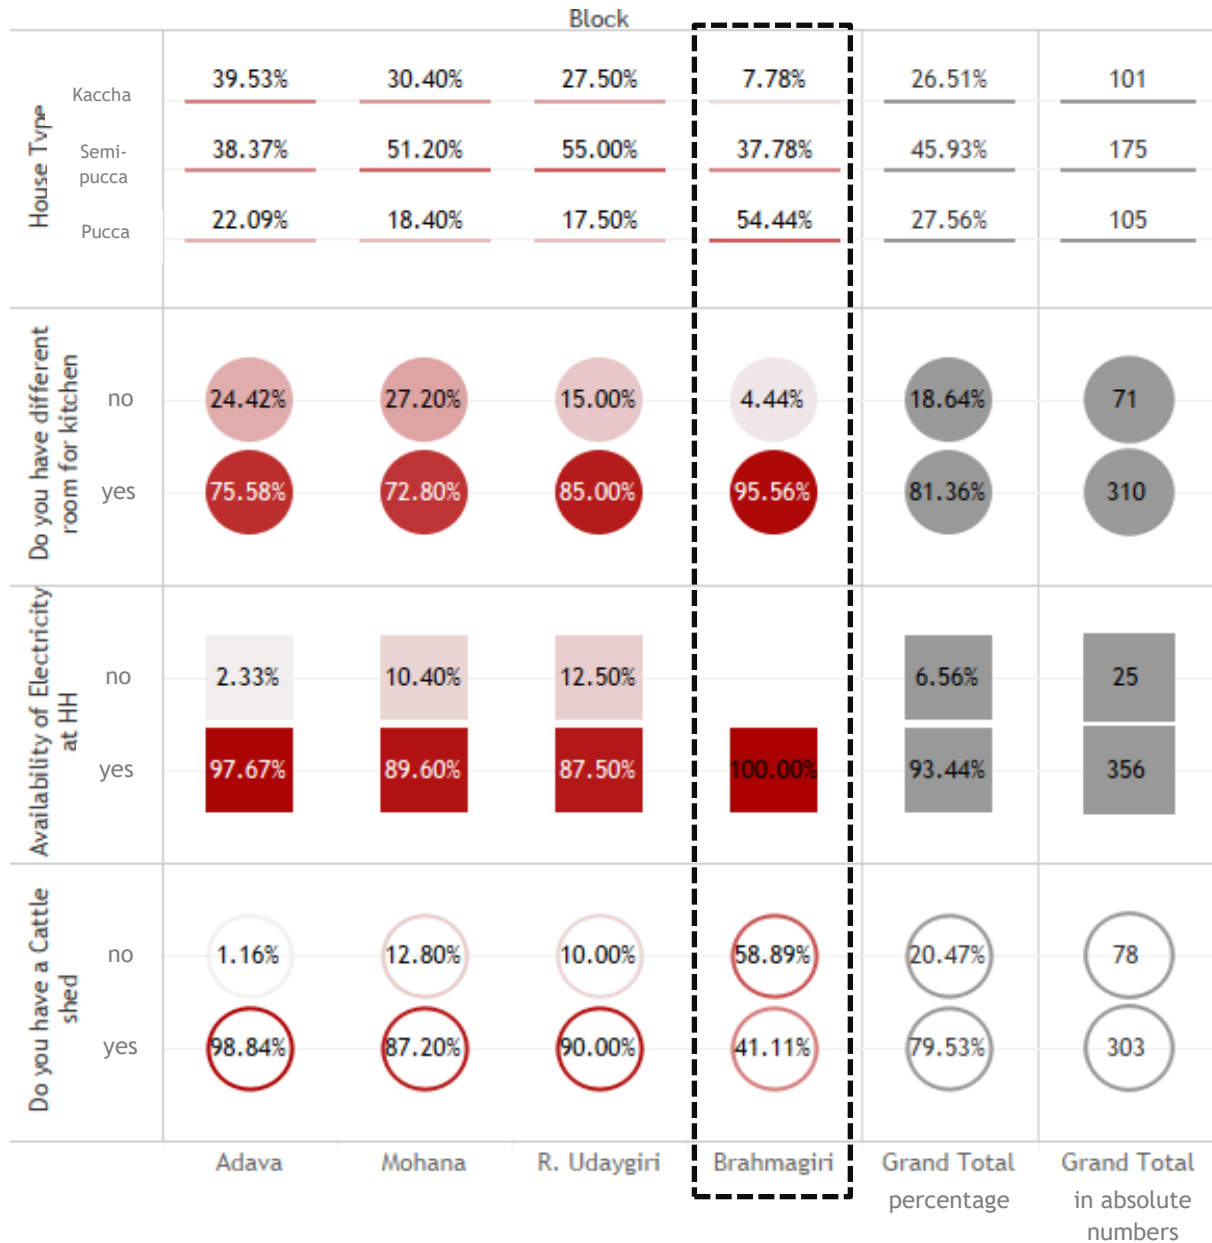 Block
House Type
Kaccha
39.53% 30.40% 27.50% 7.78% 26.51% 101
Semi-
pucca
38.37% 51.20% 55.00% 37.78% 45.93% 175
Pucca
22.09% 18.40% 17.50% 54.44% 27.56% 105
Do you have different
room for kitchen
no 24.42% 27.20% 15.00% 4.44% 18.64% 71
yes 75.58% 72.80% 85.00% 95.56% 81.36% 310
Availability of Electricity
at HH
no 2.33% 10.40% 12.50% 6.56% 25
yes 97.67% 89.60% 87.50% 100.00% 93.44% 356
Do you have a Cattle
shed
no 1.16% 12.80% 10.00% 58.89% 20.47% 78
yes 98.84% 87.20% 90.00% 41.11% 79.53% 303
Adava Mohana R. Udaygiri Brahmagiri Grand Total Grand Total
percentage in absolute
numbers